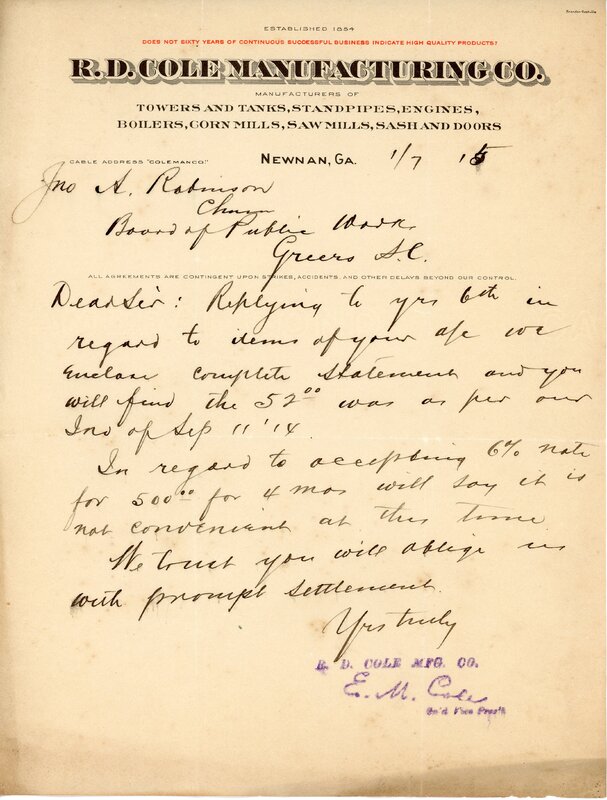 ESTABLISHED 1854
DOES NOT SIXTY YEARS OF CONTINUOUS SUCCESSFUL BUSINESS INDICATE HIGH QUALITY PRODUCTS?
R. D. COLE MANUFACTURING CO.
MANUFACTURERS OF
TOWERS AND TANKS, STANDPIPES, ENGINES,
BOILERS, CORN MILLS, SAW MILLS, SASH AND DOORS
CABLE ADDRESS "COLEMANCO." NEWNAN, GA. 1/7 15
Jno A. Robinson
Chmn
Board of Public Works
Greers S.C.
ALL AGREEMENTS ARE CONTINGENT UPON STRIKES, ACCIDENTS AND OTHER DELAYS BEYOND OUR CONTROL.
Dear Sir: Replying to yrs 6th in
regard to items of your a/c we
enclose complete statement and you
will find the 52 00 was as per our
Inv of Sep 11 '14.
In regard to accepting 6% note
for 500 00 for 4 mos will say it is
not convenient at this time
We trust you will oblige us
with prompt settlement.
Yrs truly
R. D. COLE MFG. CO.
E. M. Cole
Vice Pres't